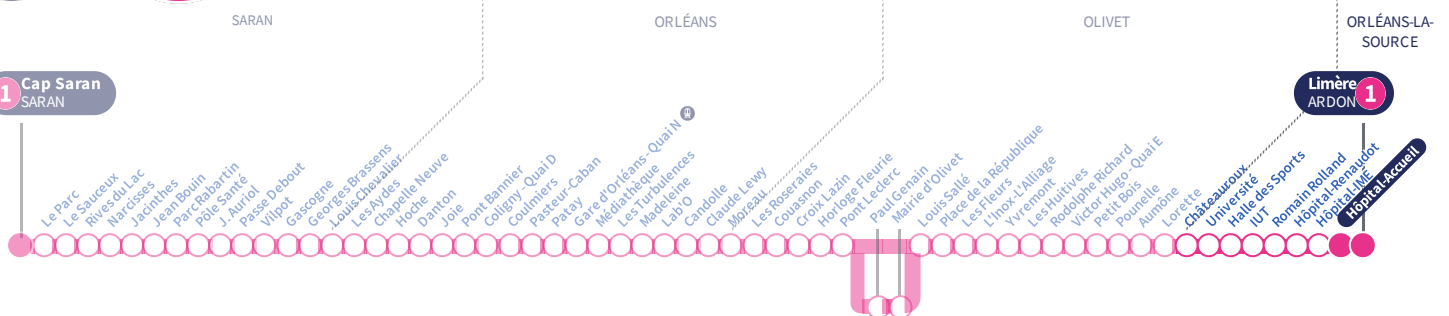 SARAN
ORLÉANS
OLIVET
ORLÉANS-LA-
SOURCE
1
Cap Saran
SARAN
Limère
ARDON
1
Le Parc
Le Sauceux
Rives du Lac
Narcisses
Jacinthes
Jean Bouin
Parc Rabartin
Pôle Santé
J. Auriol
Passe Debout
Vilpot
Gascogne
Georges Brassens
Louis Chevalier
Les Aydes
Chapelle Neuve
Hoche
Danton
Joie
Pont Bannier
Coligny - Quai D
Coulmiers
Pasteur-Caban
Patay
Gare d'Orléans - Quai N
Médiathèque
Les Turbulences
Madeleine
Lab'O
Candolle
Claude Lewy
Moreau
Les Roseraies
Couasnon
Croix Lazin
Horloge Fleurie
Pont Leclerc
Paul Genain
Mairie d'Olivet
Louis Sallé
Place de la République
Les Fleurs
L'Inox - L'Alliage
Yvremont
Les Huitives
Rodolphe Richard
Victor Hugo - Quai E
Petit Bois
Pounelle
Aumône
Lorette
Châteauroux
Université
Halle des Sports
IUT
Romain Rolland
Hôpital-Renaudot
Hôpital-IME
Hôpital-Accueil